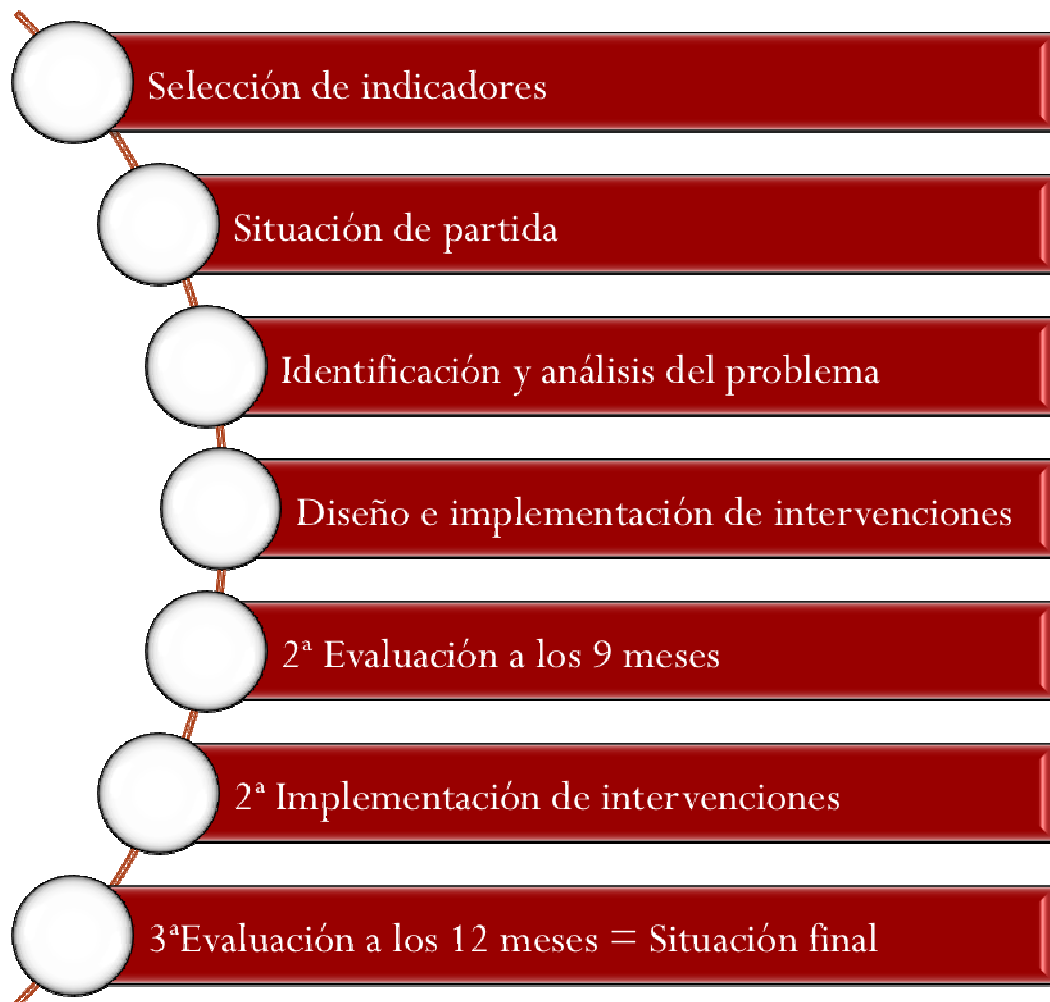 Selección de indicadores
Situación de partida
Identificación y análisis del problema
Diseño e implementación de intervenciones
2ª Evaluación a los 9 meses
2ª Implementación de intervenciones
3ªEvaluación a los 12 meses = Situación final